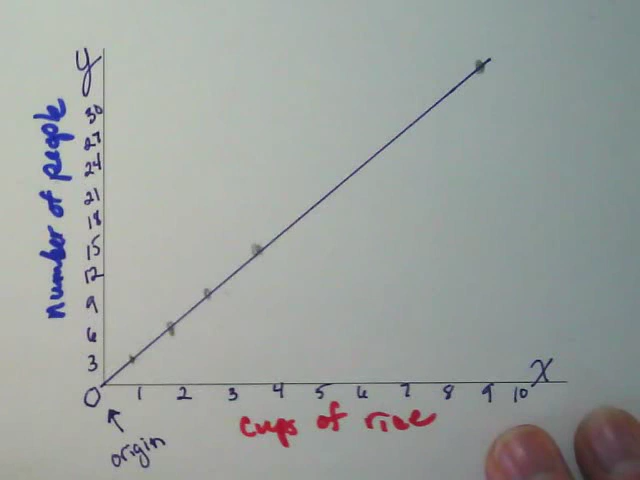 y
number of people
30
27
24
21
18
15
12
9
6
3
0
1 2 3 4 5 6 7 8 9 10
x
cups of rice
origin